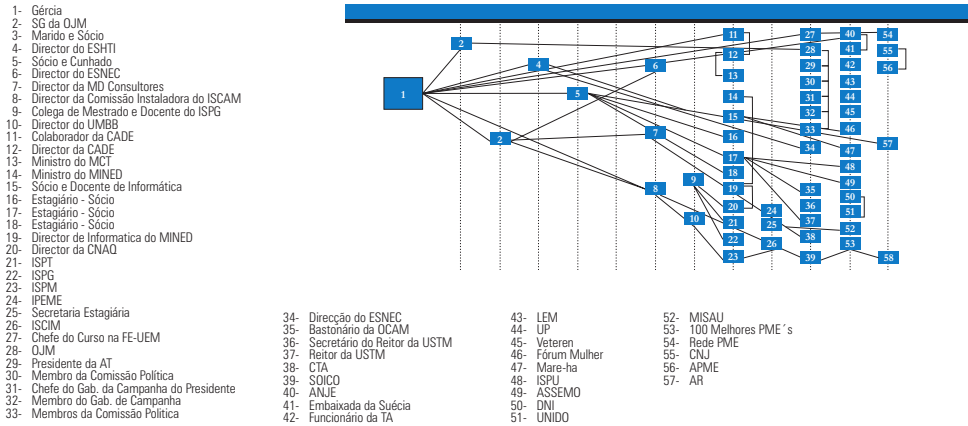 1- Gércia
2- SG da OJM
3- Marido e Sócio
4- Director do ESHTI
5- Sócio e Cunhado
6- Director do ESNEC
7- Director da MD Consultores
8- Director da Comissão Instaladora do ISCAM
9- Colega de Mestrado e Docente do ISPG
10- Director do UMBB
11- Colaborador da CADE
12- Director da CADE
13- Ministro do MCT
14- Ministro do MINED
15- Sócio e Docente de Informática
16- Estagiário - Sócio
17- Estagiário - Sócio
18- Estagiário - Sócio
19- Director de Informatica do MINED
20- Director da CNAQ
21- ISPT
22- ISPG
23- ISPM
24- IPEME
25- Secretaria Estagiária
26- ISCIM
27- Chefe do Curso na FE-UEM
28- OJM
29- Presidente da AT
30- Membro da Comissão Política
31- Chefe do Gab. da Campanha do Presidente
32- Membro do Gab. de Campanha
33- Membros da Comissão Politica
34- Direcção do ESNEC
35- Bastonário da OCAM
36- Secretário do Reitor da USTM
37- Reitor da USTM
38- CTA
39- SOICO
40- ANJE
41- Embaixada da Suécia
42- Funcionário da TA
43- LEM
44- UP
45- Veteren
46- Fórum Mulher
47- Mare-ha
48- ISPU
49- ASSEMO
50- DNI
51- UNIDO
52- MISAU
53- 100 Melhores PME´s
54- Rede PME
55- CNJ
56- APME
57- AR
1
2
2
4
5
6
7
8
9
10
11
12
13
14
15
16
17
18
19
20
21
22
23
24
25
26
27
28
29
30
31
32
33
34
35
36
37
38
39
40
41
42
43
44
45
46
47
48
49
50
51
52
53
54
55
56
57
58